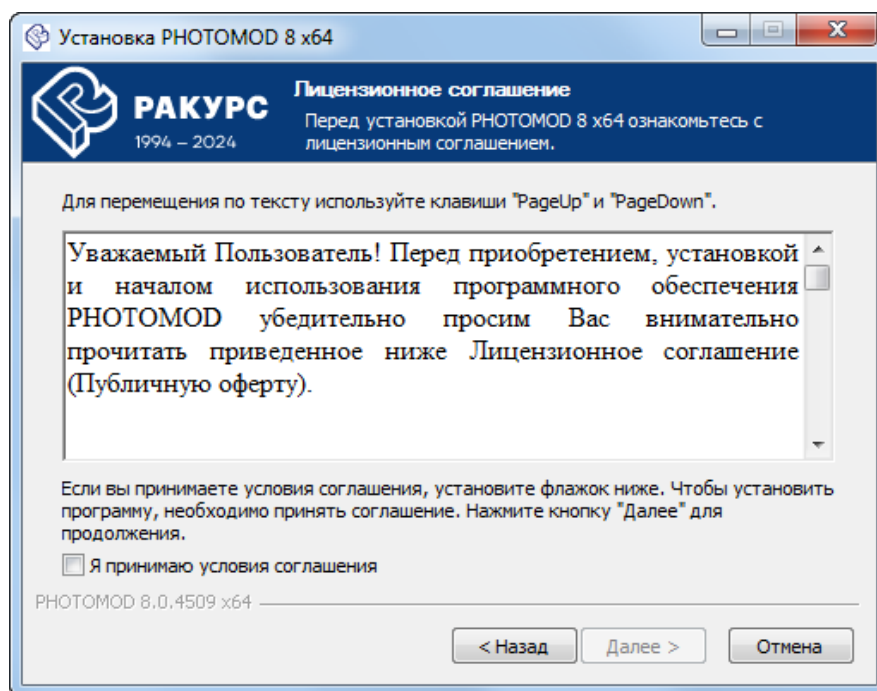 Установка PHOTOMOD 8 x64
РАКУРС
1994 – 2024
Лицензионное соглашение
Перед установкой PHOTOMOD 8 x64 ознакомьтесь с
лицензионным соглашением.
Для перемещения по тексту используйте клавиши "PageUp" и "PageDown".
Уважаемый Пользователь! Перед приобретением, установкой
и началом использования программного обеспечения
PHOTOMOD убедительно просим Вас внимательно
прочитать приведенное ниже Лицензионное соглашение
(Публичную оферту).
Если вы принимаете условия соглашения, установите флажок ниже. Чтобы установить
программу, необходимо принять соглашение. Нажмите кнопку "Далее" для
продолжения.
Я принимаю условия соглашения
PHOTOMOD 8.0.4509 x64
< Назад
Далее >
Отмена